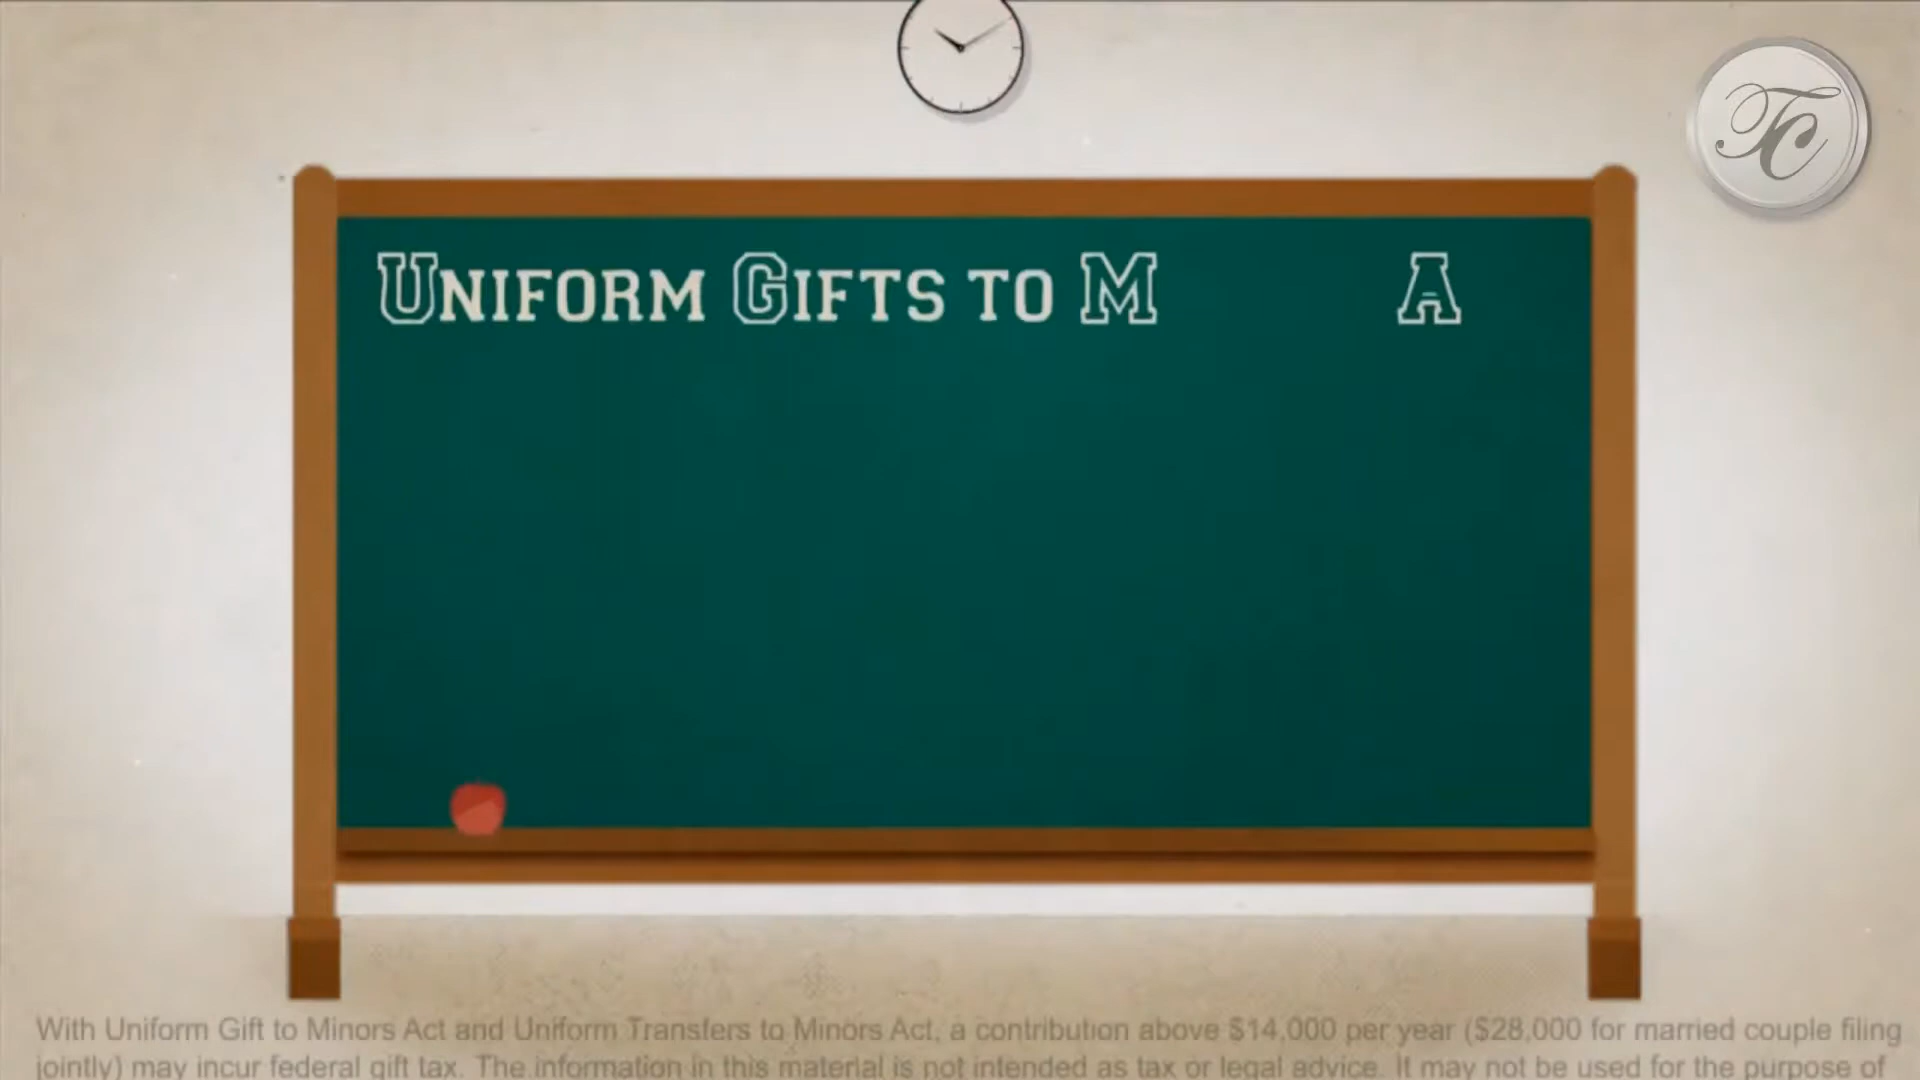 TC
UNIFORM GIFTS TO M A
With Uniform Gift to Minors Act and Uniform Transfers to Minors Act, a contribution above $14,000 per year ($28,000 for married couple filing
jointly) may incur federal gift tax. The information in this material is not intended as tax or legal advice. It may not be used for the purpose of